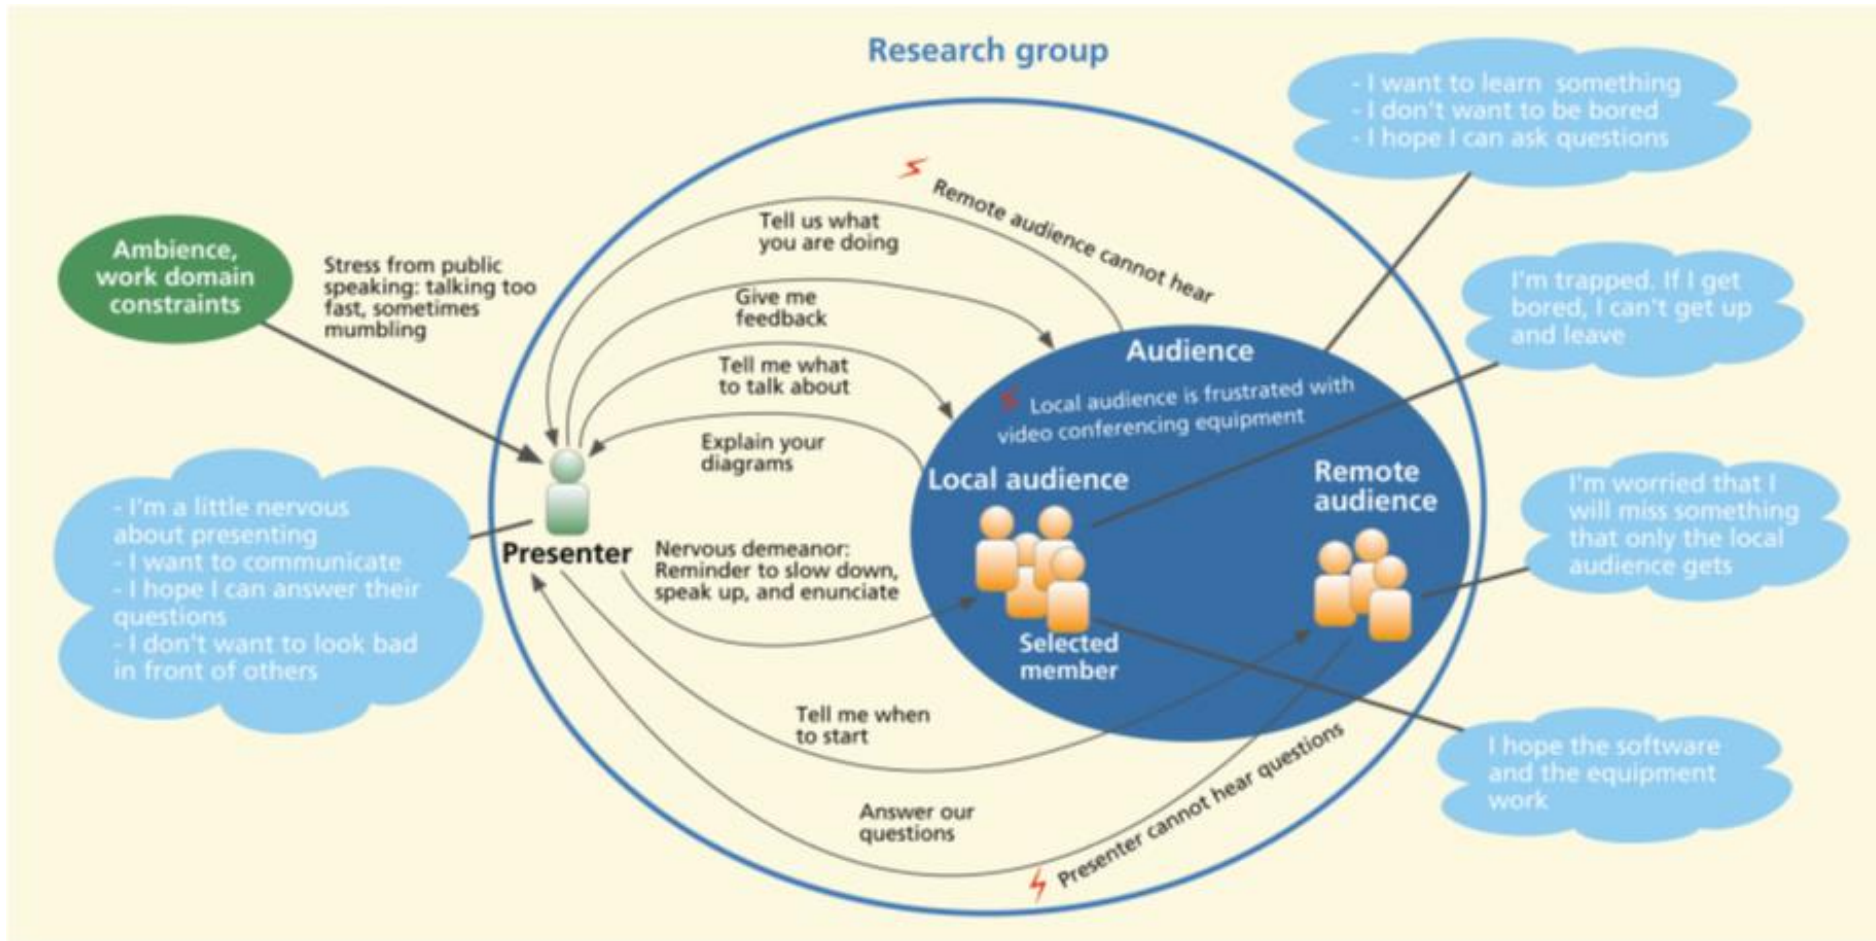 Research group
- I want to learn  something
- I don't want to be bored
- I hope I can ask questions
Remote audience cannot hear
Tell us what
you are doing
Ambience,
work domain
constraints
Stress from public
speaking: talking too
fast, sometimes
mumbling
I'm trapped. If I get
bored, I can't get up
and leave
Give me
feedback
Audience
Tell me what
to talk about
Local audience is frustrated with
video conferencing equipment
Explain your
diagrams
Local audience
Remote
audience
I'm worried that I
will miss something
that only the local
audience gets
- I'm a little nervous
about presenting
- I want to communicate
- I hope I can answer their
questions
- I don't want to look bad
in front of others
Presenter
Nervous demeanor:
Reminder to slow down,
speak up, and enunciate
Selected
member
Tell me when
to start
I hope the software
and the equipment
work
Answer our
questions
Presenter cannot hear questions